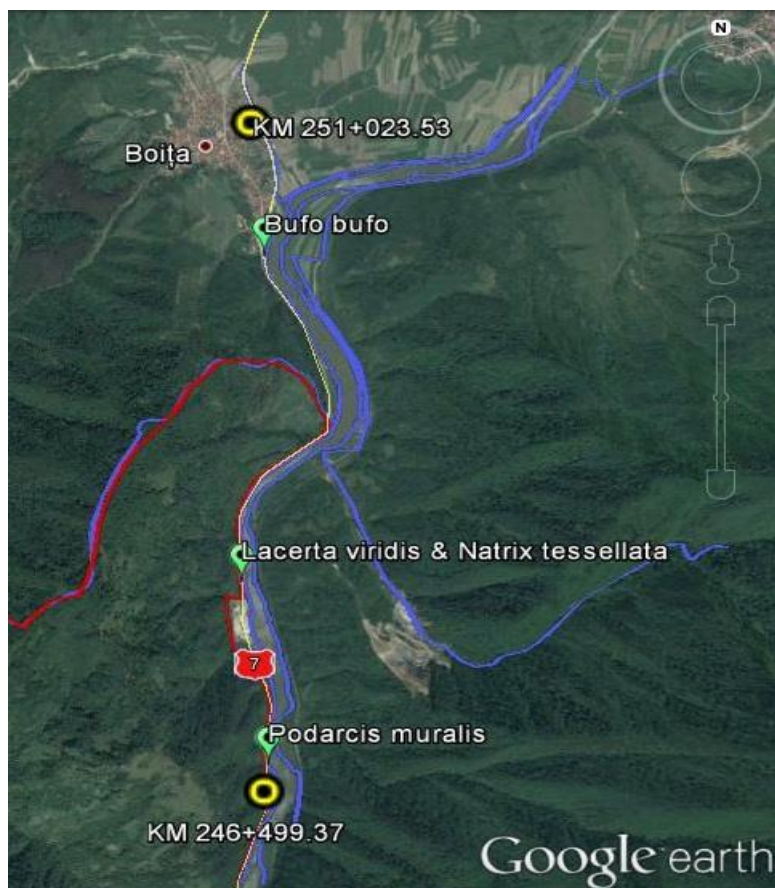 N
KM 251+023.53
Boița
Bufo bufo
Lacerta viridis & Natrix tessellata
7
Podarcis muralis
KM 246+499.37
Google earth